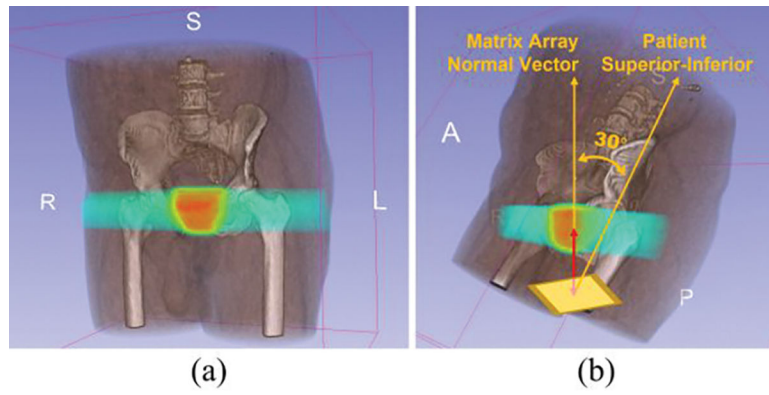 S
R
L
(a)
Matrix Array
Normal Vector
Patient
Superior-Inferior
S
A
30°
R
P
(b)